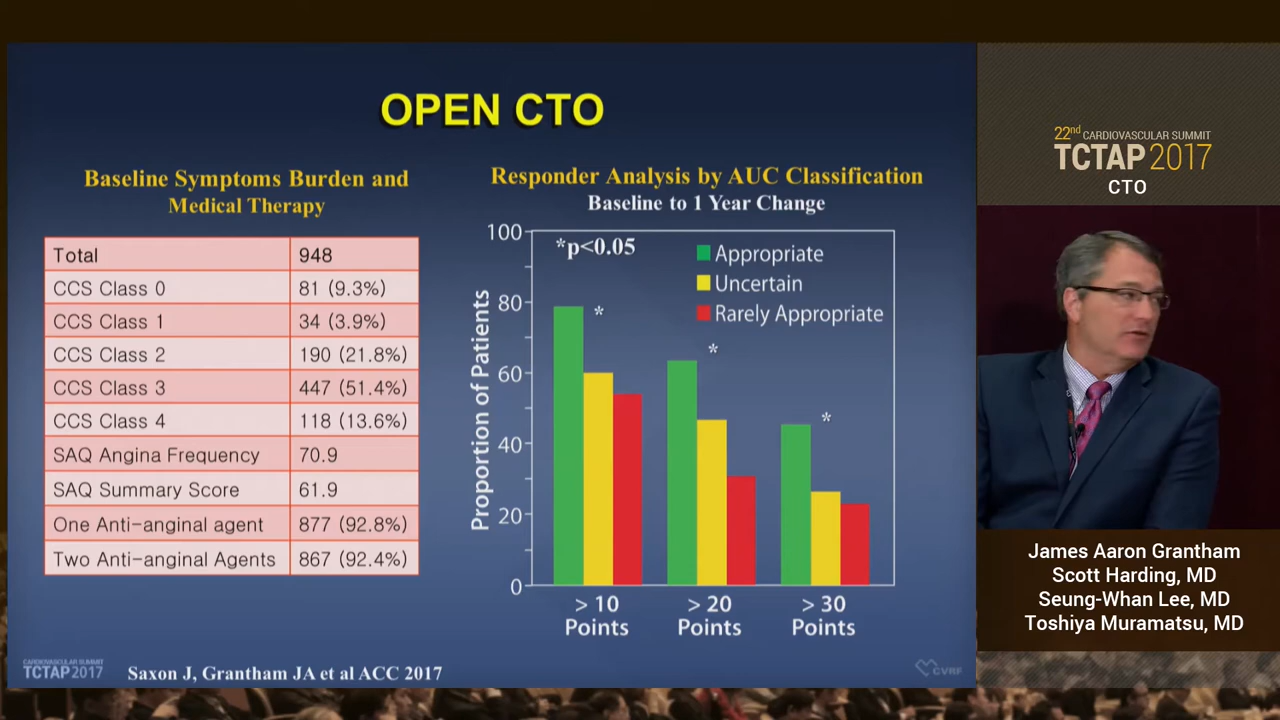 OPEN CTO
Baseline Symptoms Burden and
Medical Therapy
Total 948
CCS Class 0 81 (9.3%)
CCS Class 1 34 (3.9%)
CCS Class 2 190 (21.8%)
CCS Class 3 447 (51.4%)
CCS Class 4 118 (13.6%)
SAQ Angina Frequency 70.9
SAQ Summary Score 61.9
One Anti-anginal agent 877 (92.8%)
Two Anti-anginal Agents 867 (92.4%)
Responder Analysis by AUC Classification
Baseline to 1 Year Change
Proportion of Patients
100
80
60
40
20
0
*p<0.05
Appropriate
Uncertain
Rarely Appropriate
*
*
*
> 10
Points
> 20
Points
> 30
Points
CARDIOVASCULAR SUMMIT
TCTAP2017
Saxon J, Grantham JA et al ACC 2017
CVRF
22nd CARDIOVASCULAR SUMMIT
TCTAP 2017
CTO
James Aaron Grantham
Scott Harding, MD
Seung-Whan Lee, MD
Toshiya Muramatsu, MD